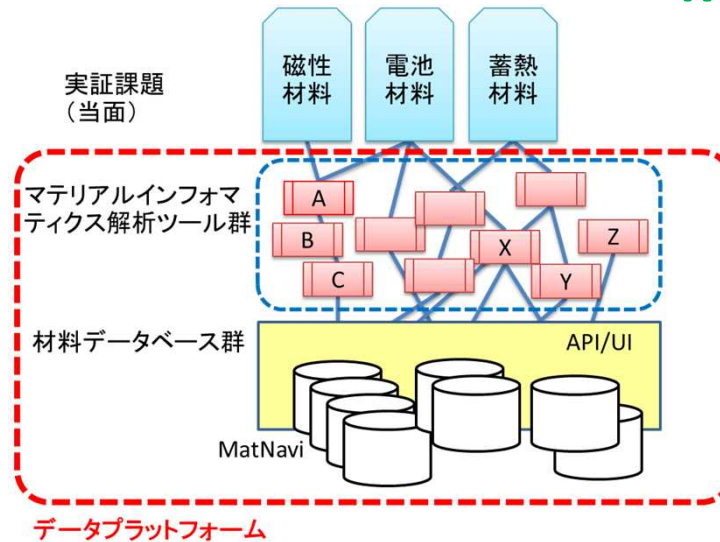 磁性
材料
電池
材料
蓄熱
材料
実証課題
（当面）
マテリアルインフォマ
ティクス解析ツール群
A
B
C
X
Y
Z
材料データベース群
API/UI
MatNavi
データプラットフォーム